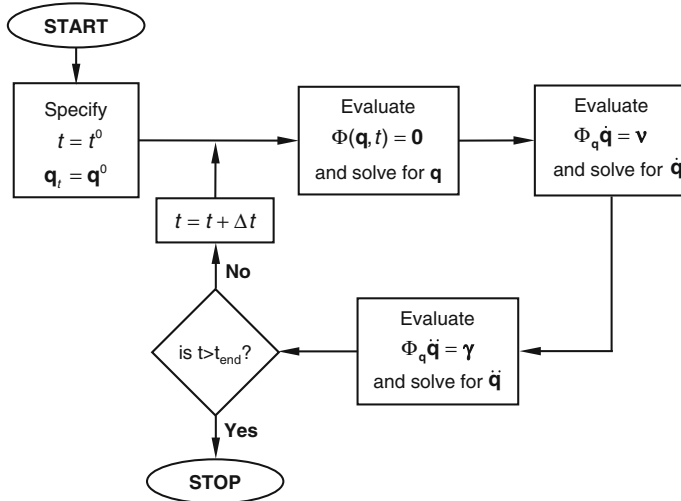 START
Specify
t = t⁰
𝐪ₜ = 𝐪⁰
Evaluate
Φ(𝐪, t) = 𝟎
and solve for 𝐪
Evaluate
Φ_𝐪 𝐪̇ = 𝛎
and solve for 𝐪̇
t = t + Δt
No
Evaluate
Φ_𝐪 𝐪̈ = 𝛄
and solve for 𝐪̈
is t>t_end?
Yes
STOP